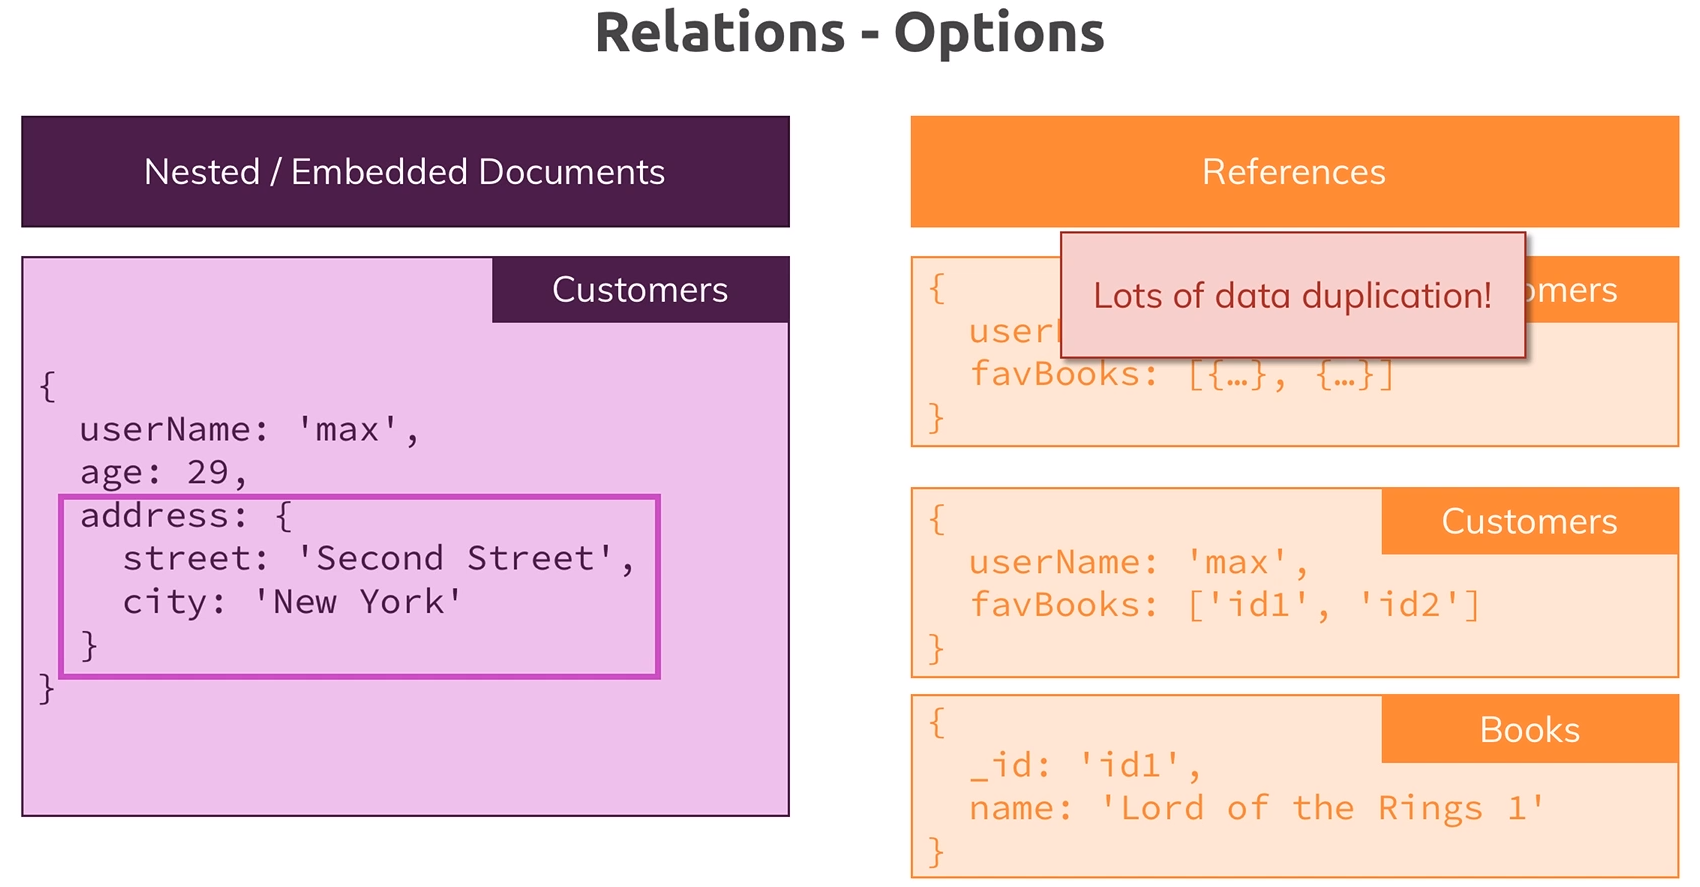 Relations - Options
Nested / Embedded Documents
Customers
{
userName: 'max',
age: 29,
address: {
street: 'Second Street',
city: 'New York'
}
}
References
Lots of data duplication!
{
favBooks: [{…}, {…}]
}
Customers
{
userName: 'max',
favBooks: ['id1', 'id2']
}
Books
{
_id: 'id1',
name: 'Lord of the Rings 1'
}